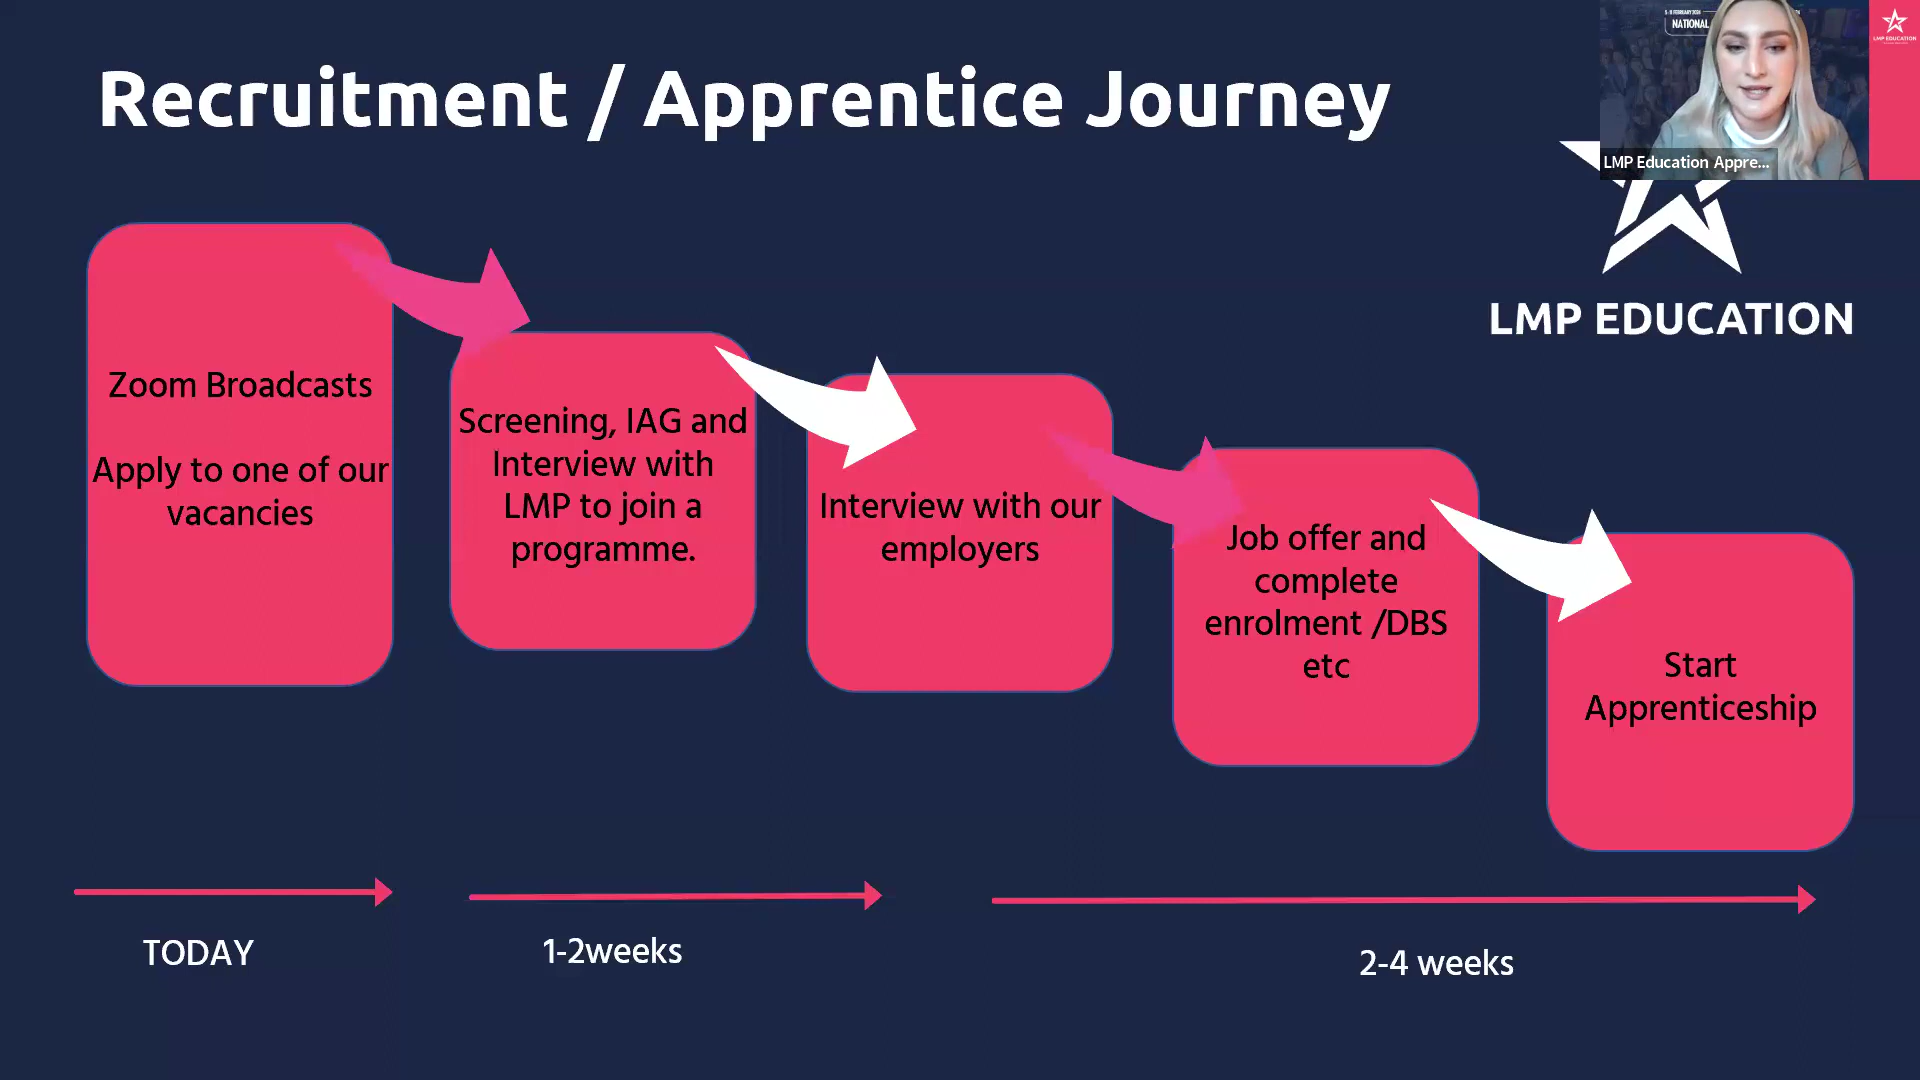 Recruitment / Apprentice Journey
NATIONAL
LMP EDUCATION
LMP Education Appre...
LMP EDUCATION
Zoom Broadcasts
Apply to one of our
vacancies
Screening, IAG and
Interview with
LMP to join a
programme.
Interview with our
employers
Job offer and
complete
enrolment /DBS
etc
Start
Apprenticeship
TODAY
1-2weeks
2-4 weeks